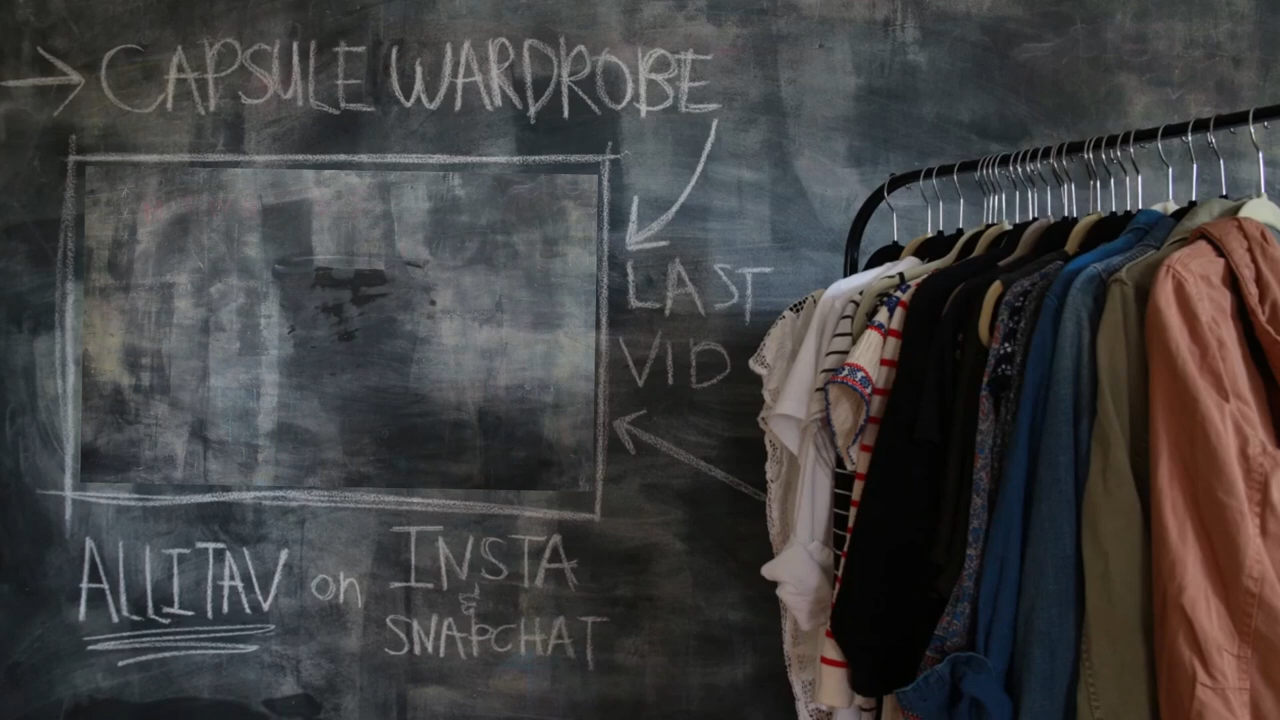 → CAPSULE WARDROBE
LAST
VID
ALLITAV on INSTA
&
SNAPCHAT